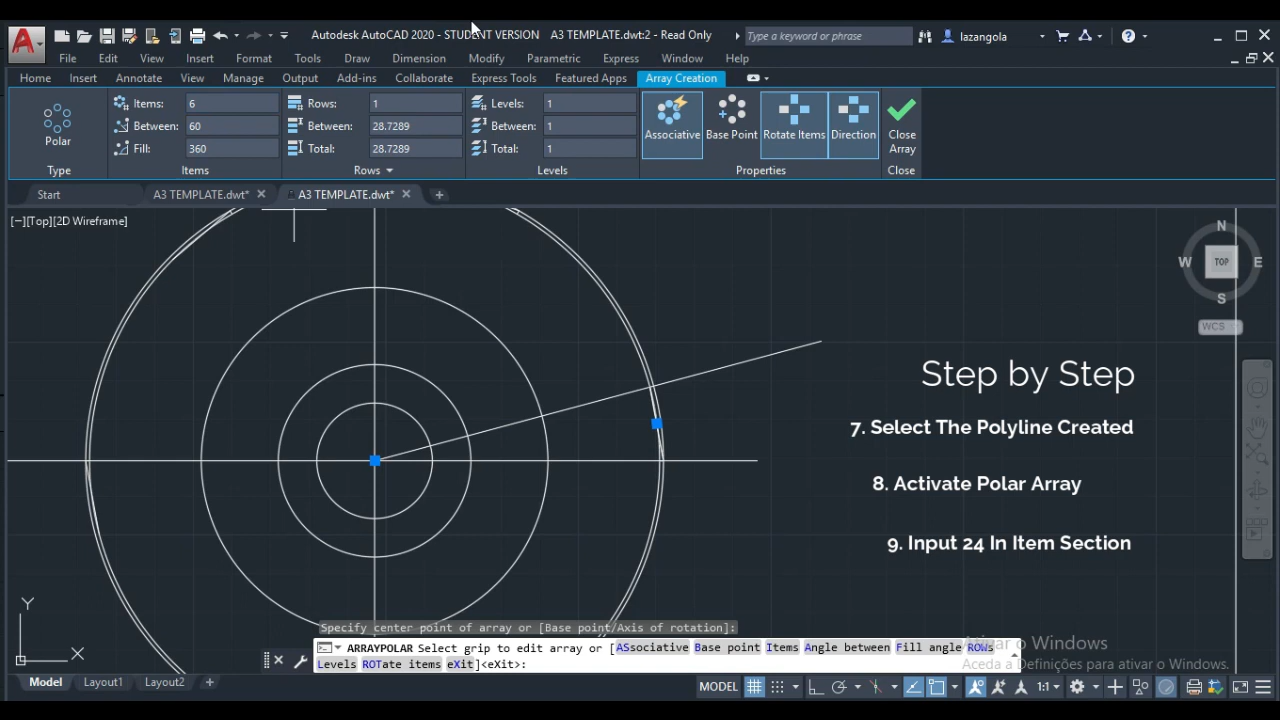 Autodesk AutoCAD 2020 - STUDENT VERSION A3 TEMPLATE.dwt:2 - Read Only
Type a keyword or phrase
lazangola
File Edit View Insert Format Tools Draw Dimension Modify Parametric Express Window Help
Home Insert Annotate View Manage Output Add-ins Collaborate Express Tools Featured Apps Array Creation
Items: 6 Rows: 1 Levels: 1
Between: 60 Between: 28.7289 Between: 1
Fill: 360 Total: 28.7289 Total: 1
Polar
Associative Base Point Rotate Items Direction Close Array
Type Items Rows Levels Properties Close
Start A3 TEMPLATE.dwt* A3 TEMPLATE.dwt*
[−][Top][2D Wireframe]
N
W TOP E
S
WCS
Step by Step
7. Select The Polyline Created
8. Activate Polar Array
9. Input 24 In Item Section
Y
X
Specify center point of array or [Base point/Axis of rotation]:
ARRAYPOLAR Select grip to edit array or [ASsociative Base point Items Angle between Fill angle ROWs
Levels ROTate items eXit]<eXit>:
Ativar o Windows
Aceda a Definições para ativar o Windows.
Model Layout1 Layout2 +
MODEL 1:1